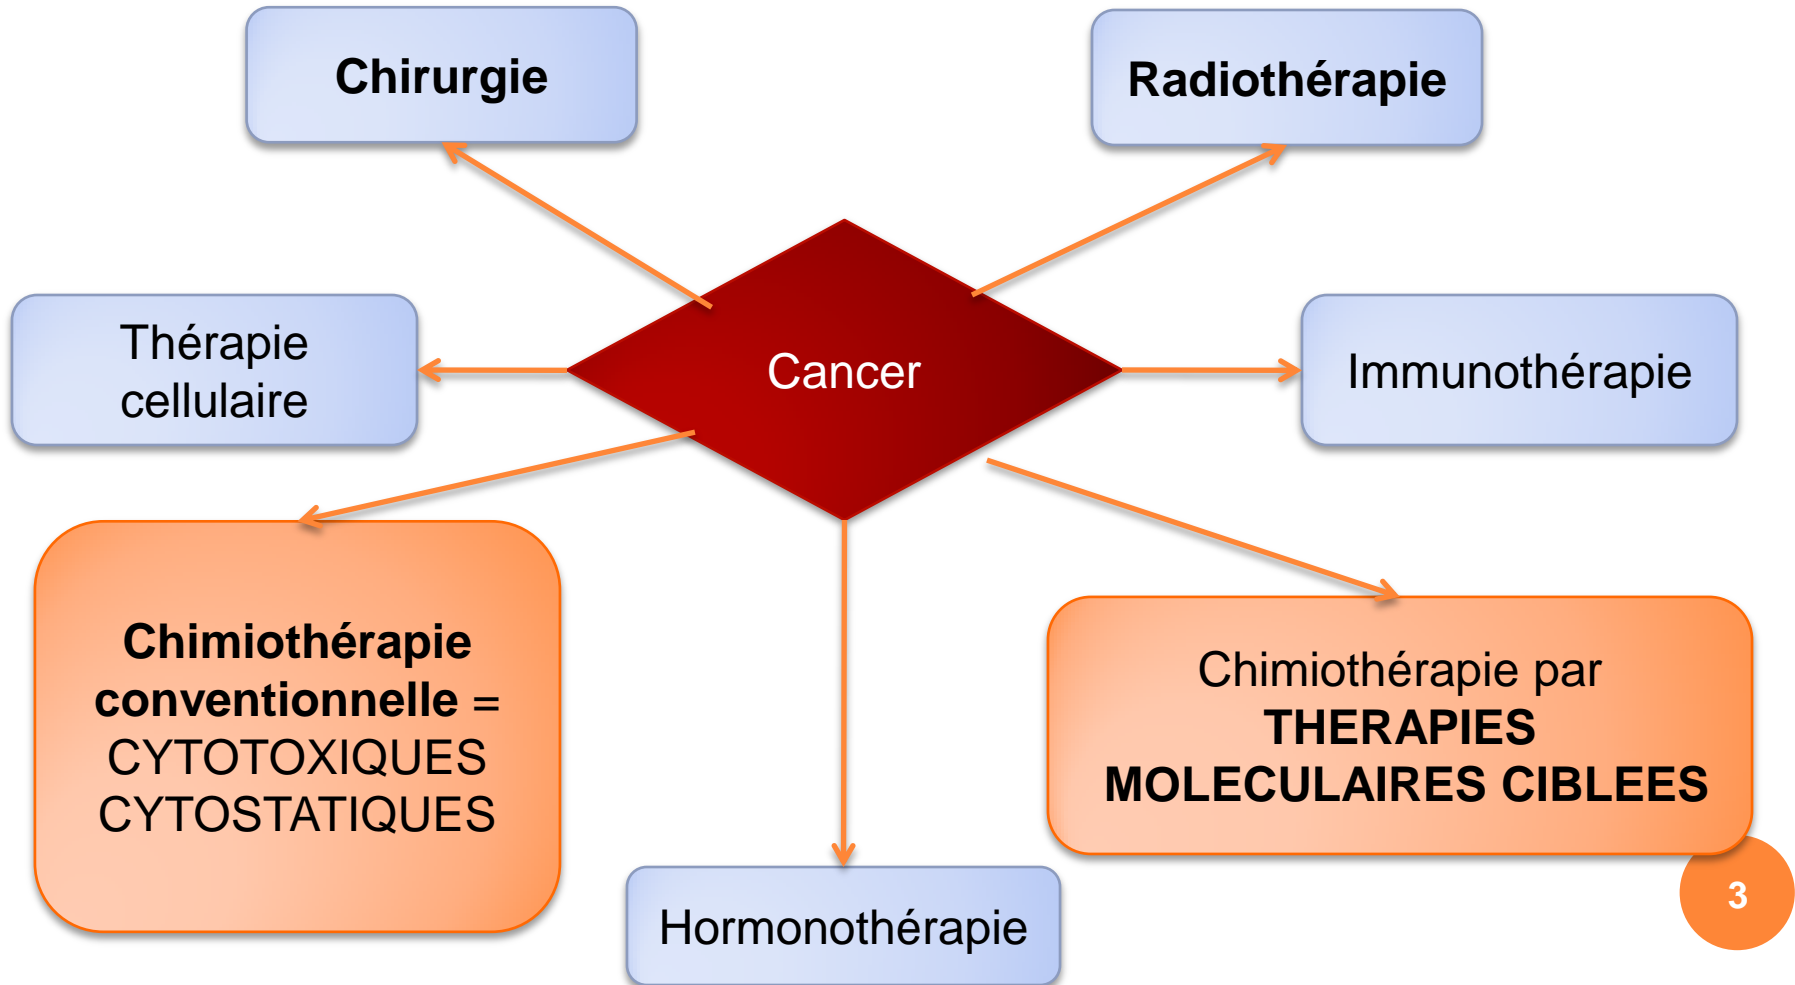 Chirurgie
Radiothérapie
Thérapie
cellulaire
Cancer
Immunothérapie
Chimiothérapie
conventionnelle =
CYTOTOXIQUES
CYTOSTATIQUES
Chimiothérapie par
THERAPIES
MOLECULAIRES CIBLEES
Hormonothérapie
3